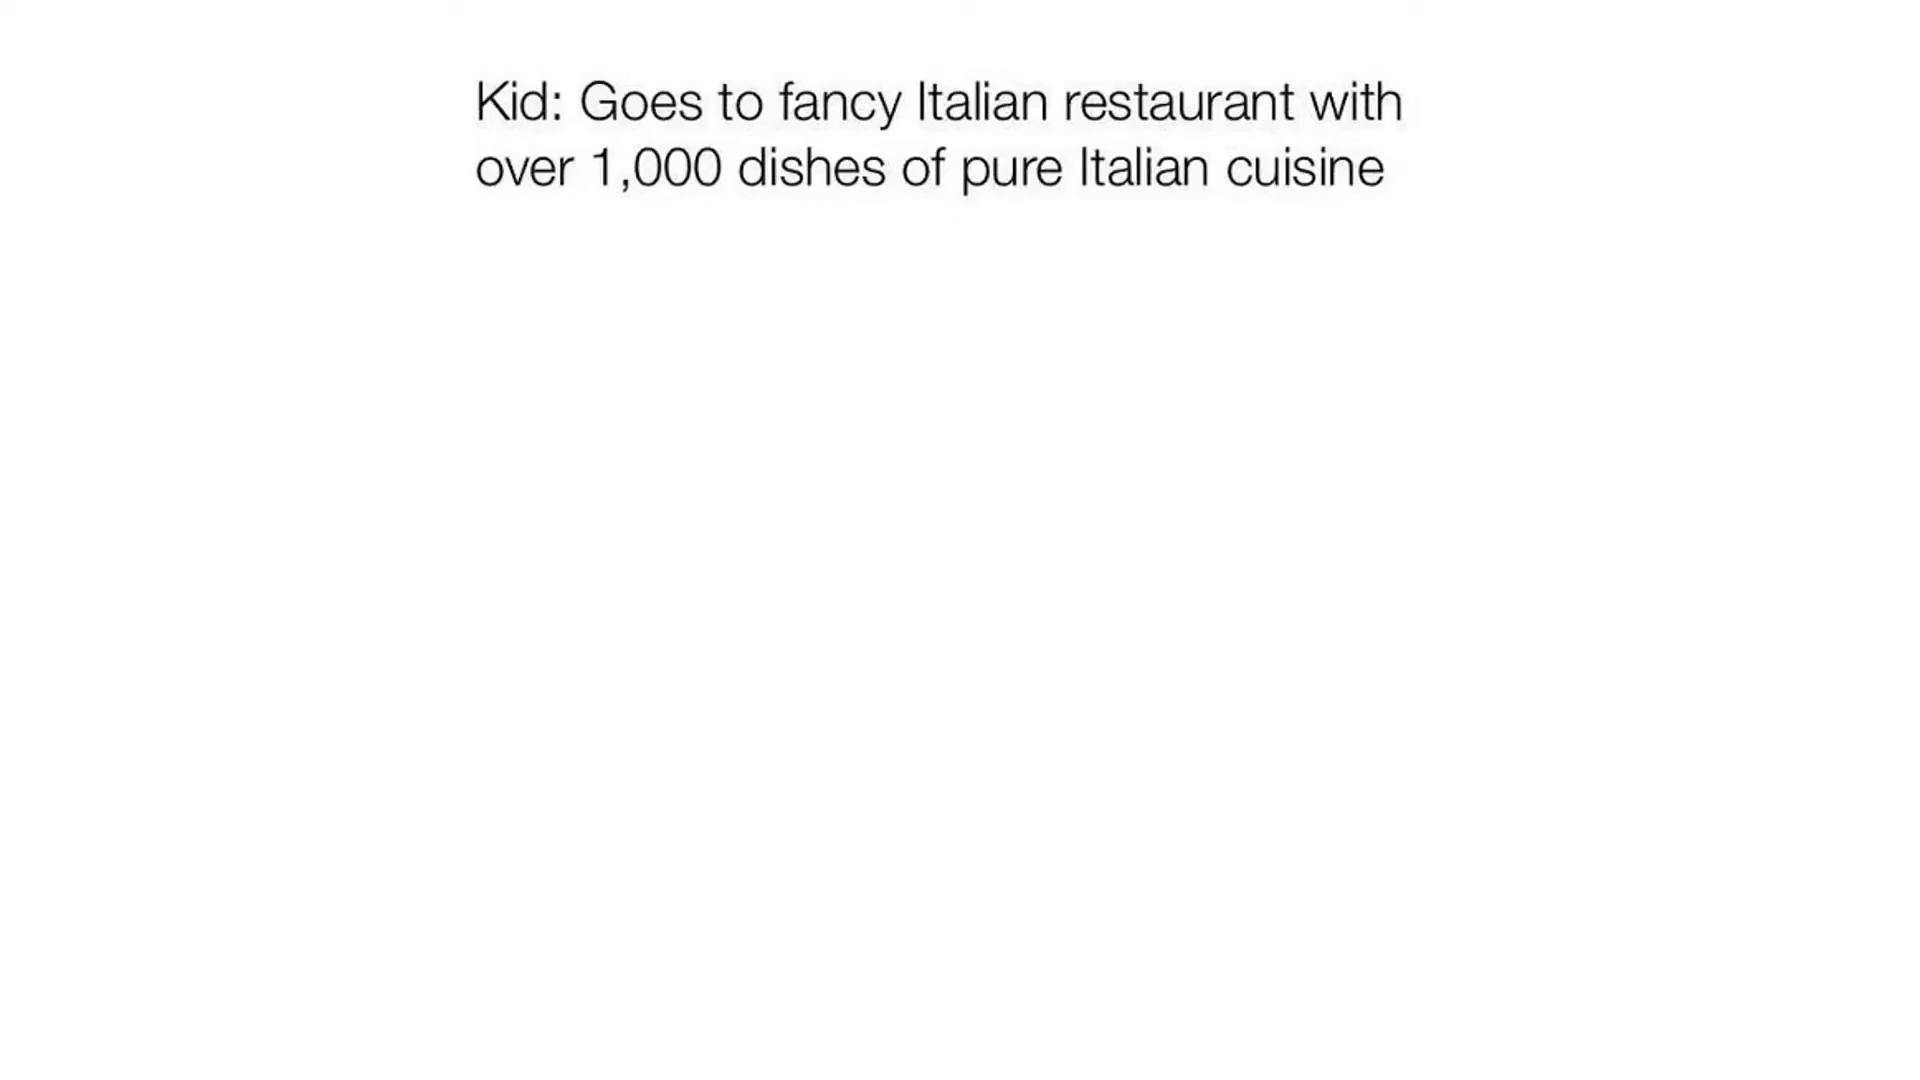 Kid: Goes to fancy Italian restaurant with
over 1,000 dishes of pure Italian cuisine